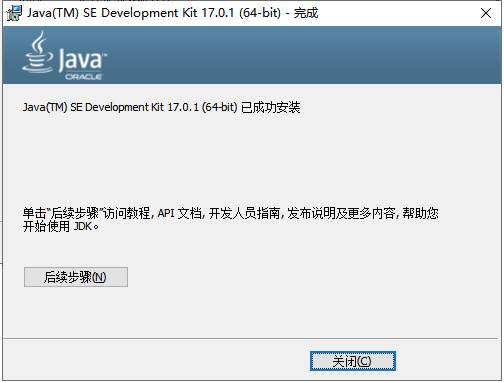 Java(TM) SE Development Kit 17.0.1 (64-bit) - 完成
Java™
ORACLE
Java(TM) SE Development Kit 17.0.1 (64-bit) 已成功安装
单击“后续步骤”访问教程, API 文档, 开发人员指南, 发布说明及更多内容, 帮助您
开始使用 JDK。
后续步骤(N)
关闭(C)